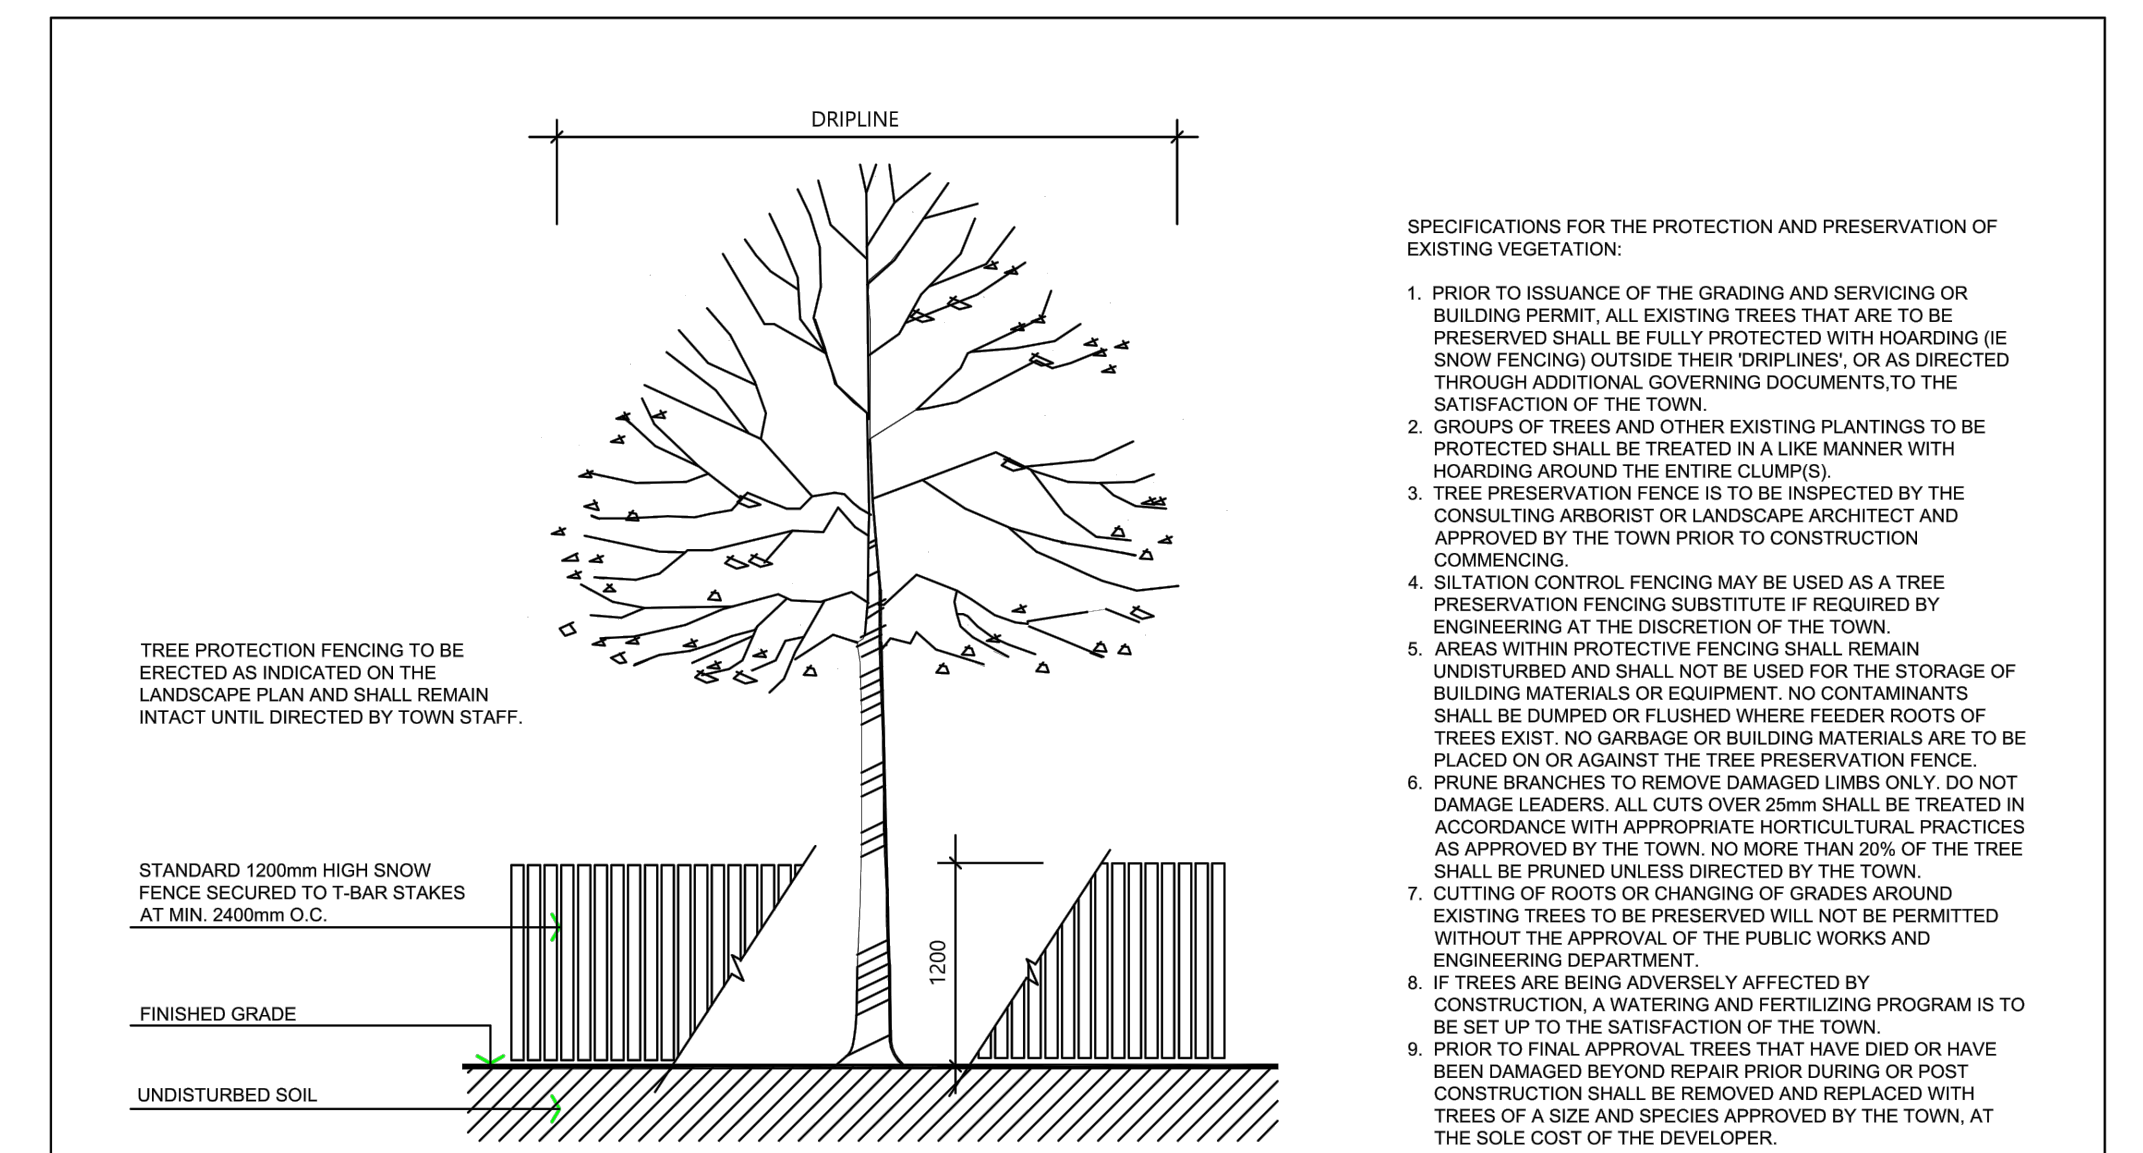 DRIPLINE
TREE PROTECTION FENCING TO BE
ERECTED AS INDICATED ON THE
LANDSCAPE PLAN AND SHALL REMAIN
INTACT UNTIL DIRECTED BY TOWN STAFF.
STANDARD 1200mm HIGH SNOW
FENCE SECURED TO T-BAR STAKES
AT MIN. 2400mm O.C.
1200
FINISHED GRADE
UNDISTURBED SOIL
SPECIFICATIONS FOR THE PROTECTION AND PRESERVATION OF
EXISTING VEGETATION:
1. PRIOR TO ISSUANCE OF THE GRADING AND SERVICING OR
BUILDING PERMIT, ALL EXISTING TREES THAT ARE TO BE
PRESERVED SHALL BE FULLY PROTECTED WITH HOARDING (IE
SNOW FENCING) OUTSIDE THEIR 'DRIPLINES', OR AS DIRECTED
THROUGH ADDITIONAL GOVERNING DOCUMENTS,TO THE
SATISFACTION OF THE TOWN.
2. GROUPS OF TREES AND OTHER EXISTING PLANTINGS TO BE
PROTECTED SHALL BE TREATED IN A LIKE MANNER WITH
HOARDING AROUND THE ENTIRE CLUMP(S).
3. TREE PRESERVATION FENCE IS TO BE INSPECTED BY THE
CONSULTING ARBORIST OR LANDSCAPE ARCHITECT AND
APPROVED BY THE TOWN PRIOR TO CONSTRUCTION
COMMENCING.
4. SILTATION CONTROL FENCING MAY BE USED AS A TREE
PRESERVATION FENCING SUBSTITUTE IF REQUIRED BY
ENGINEERING AT THE DISCRETION OF THE TOWN.
5. AREAS WITHIN PROTECTIVE FENCING SHALL REMAIN
UNDISTURBED AND SHALL NOT BE USED FOR THE STORAGE OF
BUILDING MATERIALS OR EQUIPMENT. NO CONTAMINANTS
SHALL BE DUMPED OR FLUSHED WHERE FEEDER ROOTS OF
TREES EXIST. NO GARBAGE OR BUILDING MATERIALS ARE TO BE
PLACED ON OR AGAINST THE TREE PRESERVATION FENCE.
6. PRUNE BRANCHES TO REMOVE DAMAGED LIMBS ONLY. DO NOT
DAMAGE LEADERS. ALL CUTS OVER 25mm SHALL BE TREATED IN
ACCORDANCE WITH APPROPRIATE HORTICULTURAL PRACTICES
AS APPROVED BY THE TOWN. NO MORE THAN 20% OF THE TREE
SHALL BE PRUNED UNLESS DIRECTED BY THE TOWN.
7. CUTTING OF ROOTS OR CHANGING OF GRADES AROUND
EXISTING TREES TO BE PRESERVED WILL NOT BE PERMITTED
WITHOUT THE APPROVAL OF THE PUBLIC WORKS AND
ENGINEERING DEPARTMENT.
8. IF TREES ARE BEING ADVERSELY AFFECTED BY
CONSTRUCTION, A WATERING AND FERTILIZING PROGRAM IS TO
BE SET UP TO THE SATISFACTION OF THE TOWN.
9. PRIOR TO FINAL APPROVAL TREES THAT HAVE DIED OR HAVE
BEEN DAMAGED BEYOND REPAIR PRIOR DURING OR POST
CONSTRUCTION SHALL BE REMOVED AND REPLACED WITH
TREES OF A SIZE AND SPECIES APPROVED BY THE TOWN, AT
THE SOLE COST OF THE DEVELOPER.